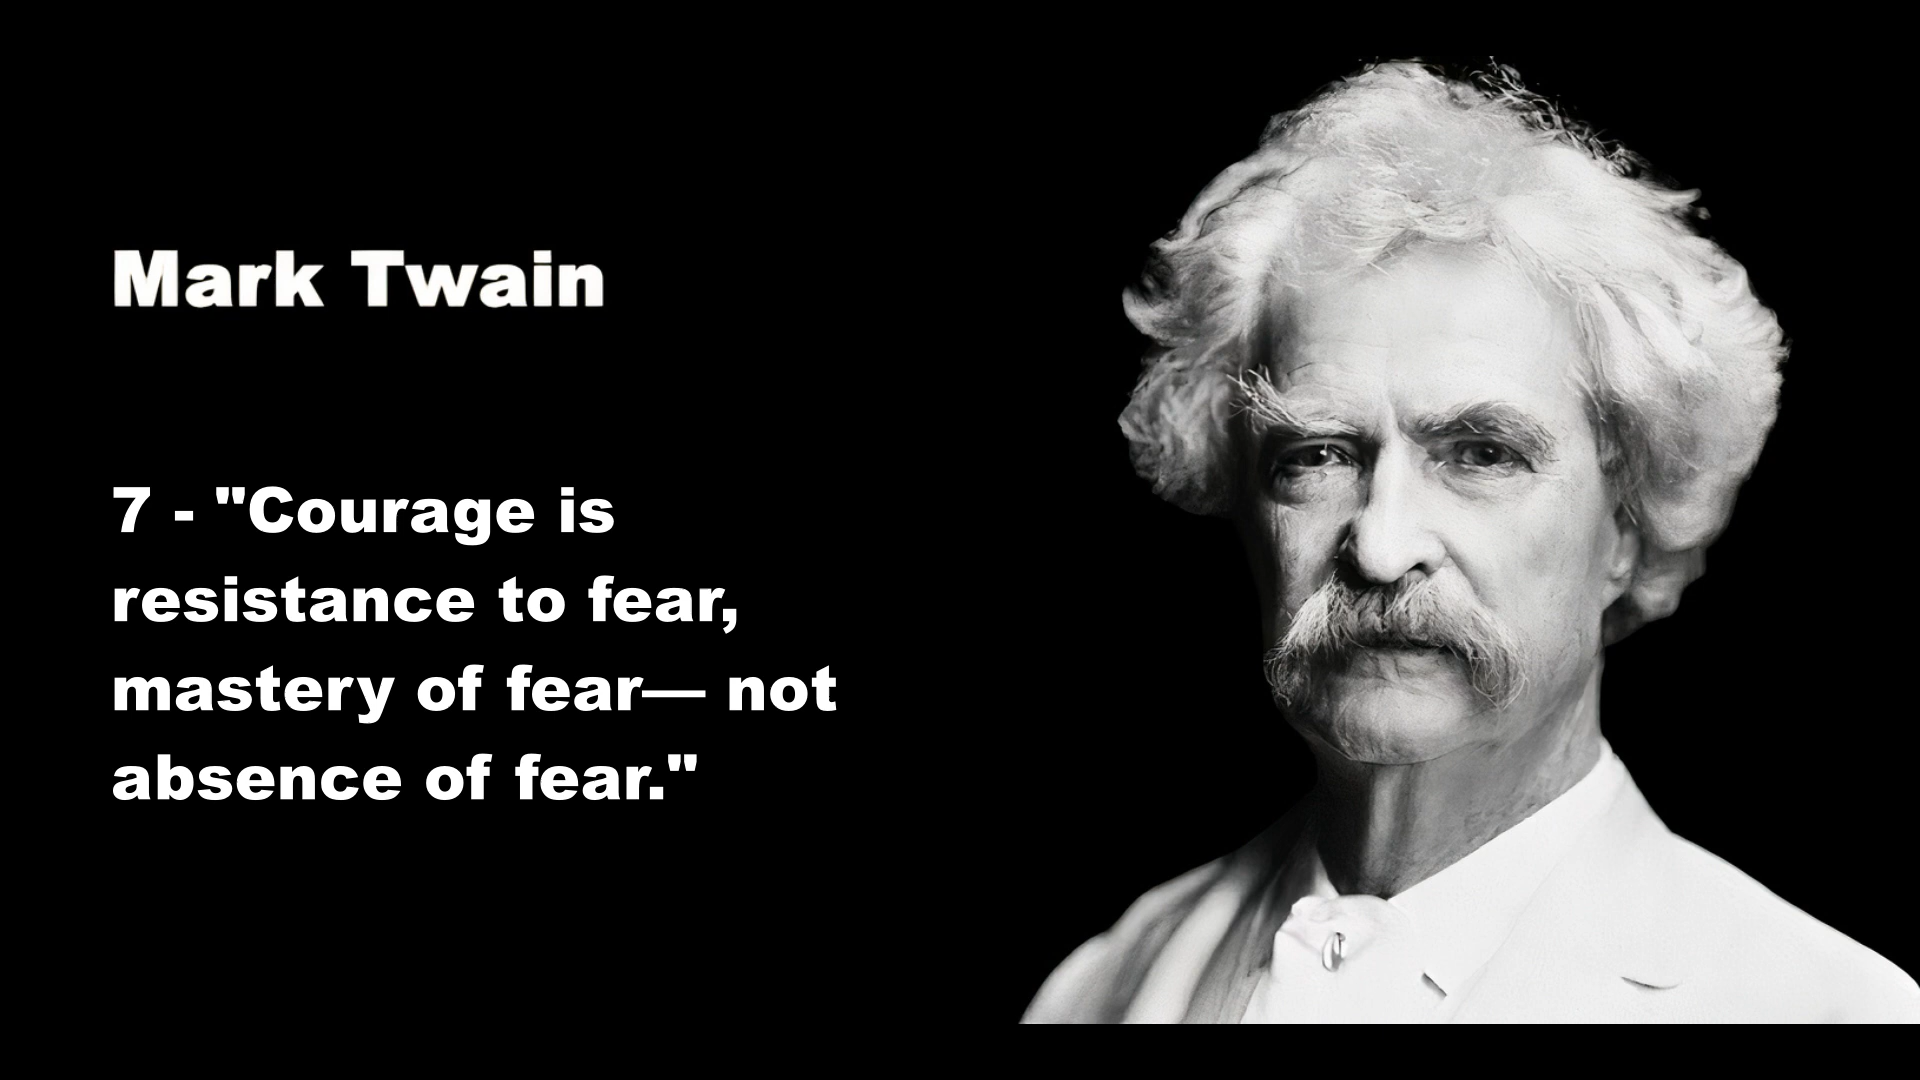 Mark Twain
7 - "Courage is
resistance to fear,
mastery of fear— not
absence of fear."